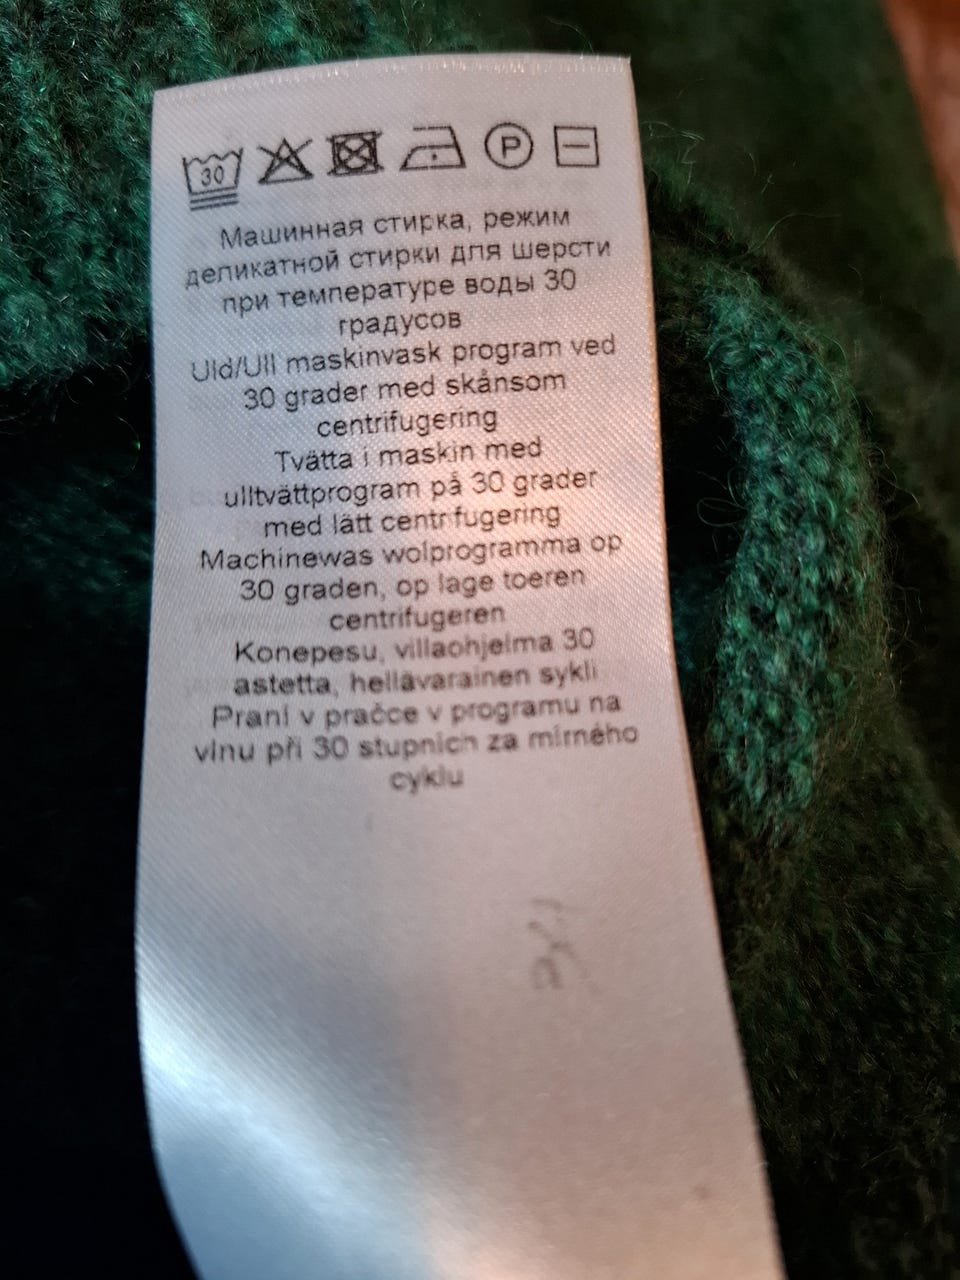 30
P
Машинная стирка, режим
деликатной стирки для шерсти
при температуре воды 30
градусов
Uld/Ull maskinvask program ved
30 grader med skånsom
centrifugering
Tvätta i maskin med
ulltvättprogram på 30 grader
med lätt centrifugering
Machinewas wolprogramma op
30 graden, op lage toeren
centrifugeren
Konepesu, villaohjelma 30
astetta, hellävarainen sykli
Praní v pračce v programu na
vlnu při 30 stupních za mírného
cyklu